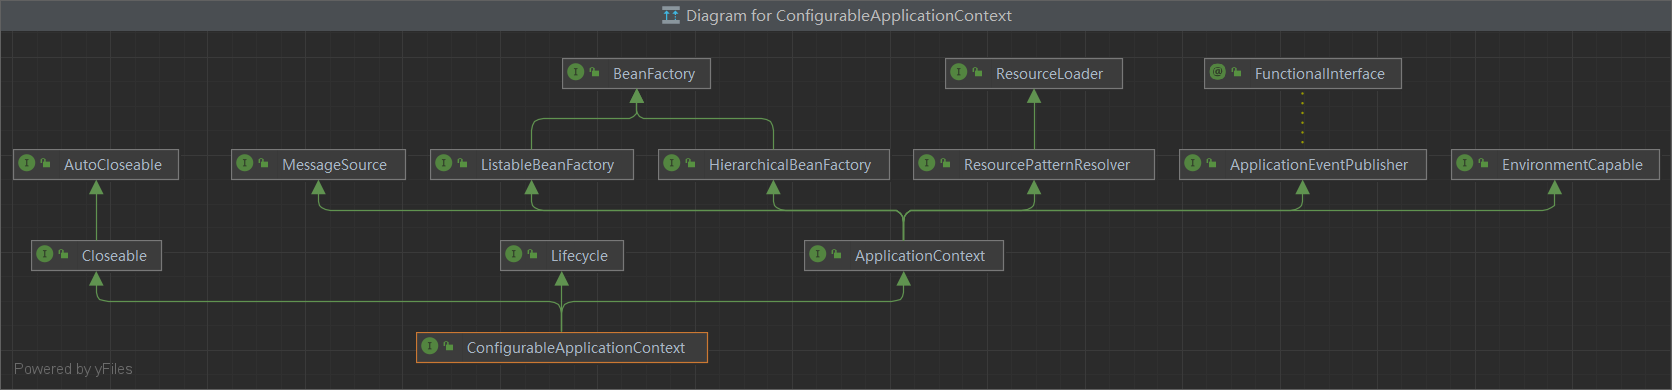 Diagram for ConfigurableApplicationContext
BeanFactory
ResourceLoader
FunctionalInterface
AutoCloseable
MessageSource
ListableBeanFactory
HierarchicalBeanFactory
ResourcePatternResolver
ApplicationEventPublisher
EnvironmentCapable
Closeable
Lifecycle
ApplicationContext
ConfigurableApplicationContext
Powered by yFiles